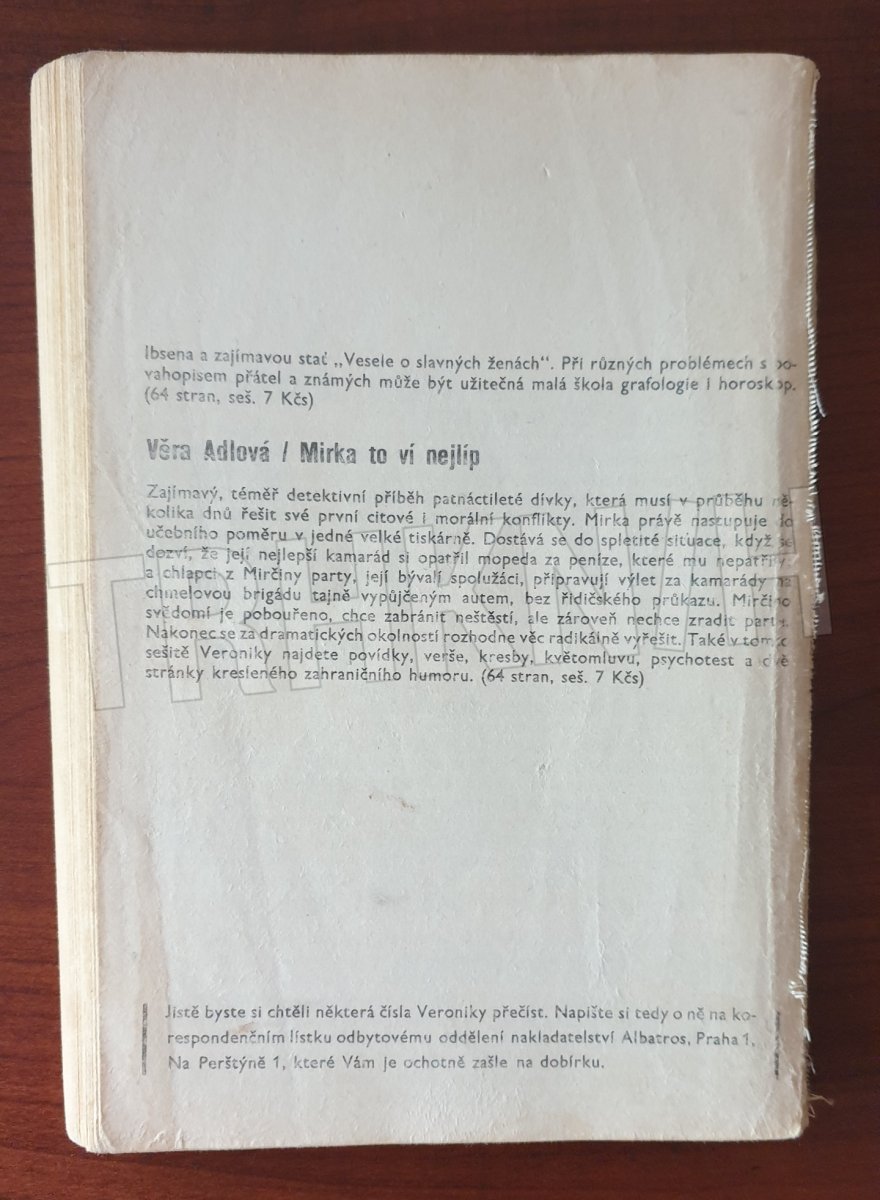 Ibsena a zajímavou stať „Vesele o slavných ženách“. Při různých problémech s po-
vahopisem přátel a známých může být užitečná malá škola grafologie i horoskop.
(64 stran, seš. 7 Kčs)
Věra Adlová / Mirka to ví nejlíp
Zajímavý, téměř detektivní příběh patnáctileté dívky, která musí v průběhu ně-
kolika dnů řešit své první citové i morální konflikty. Mirka právě nastupuje do
učebního poměru v jedné velké tiskárně. Dostává se do spletité situace, když se
dozví, že její nejlepší kamarád si opatřil mopeda za peníze, které mu nepatřily,
a chlapci z Mirčiny party, její bývalí spolužáci, připravují výlet za kamarády na
chmelovou brigádu tajně vypůjčeným autem, bez řidičského průkazu. Mirčino
svědomí je pobouřeno, chce zabránit neštěstí, ale zároveň nechce zradit partu.
Nakonec se za dramatických okolností rozhodne věc radikálně vyřešit. Také v tomto
sešitě Veroniky najdete povídky, verše, kresby, květomluvu, psychotest a dvě
stránky kresleného zahraničního humoru. (64 stran, seš. 7 Kčs)
Jistě byste si chtěli některá čísla Veroniky přečíst. Napište si tedy o ně na ko-
respondenčním lístku odbytovému oddělení nakladatelství Albatros, Praha 1,
Na Perštýně 1, které Vám je ochotně zašle na dobírku.